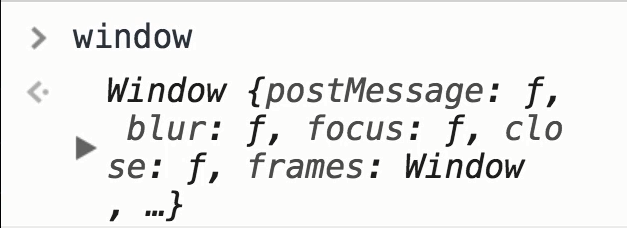 > window
Window {postMessage: ƒ,
blur: ƒ, focus: ƒ, clo
se: ƒ, frames: Window
, …}